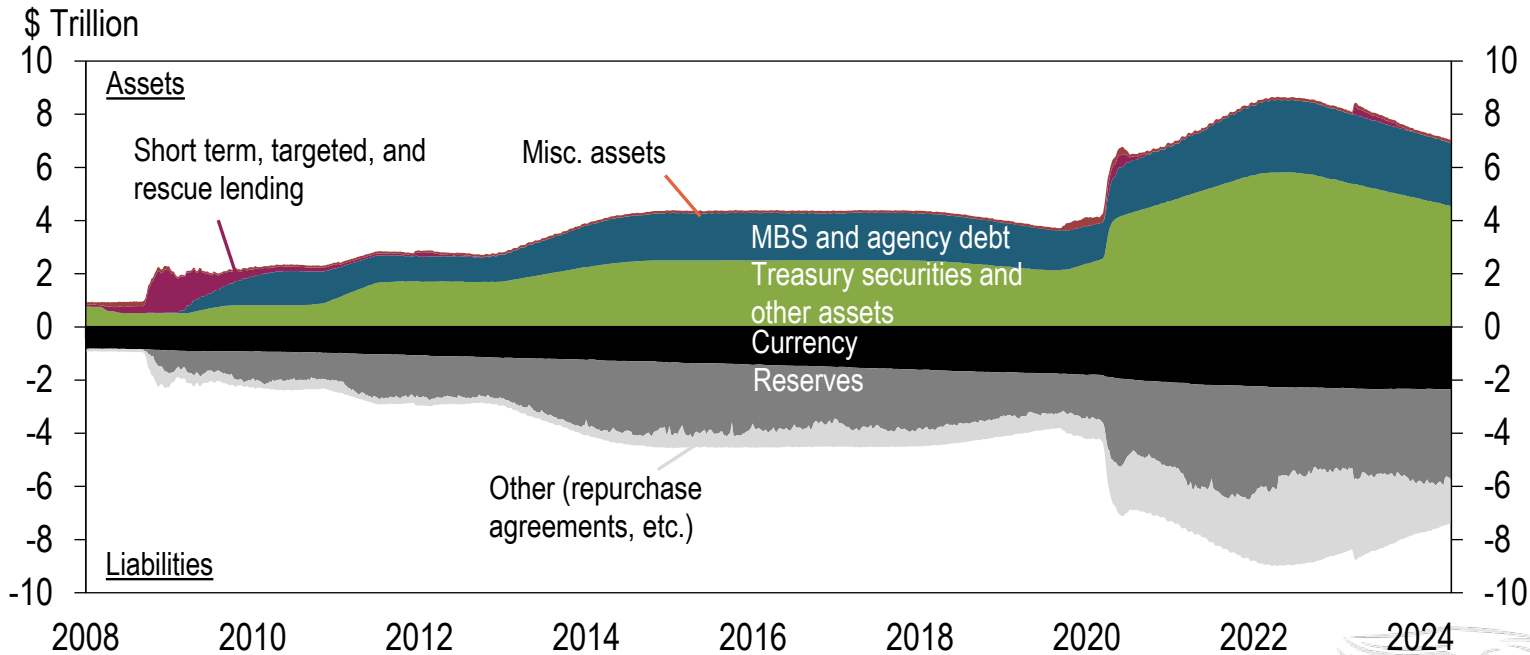 $ Trillion
10
8
6
4
2
0
-2
-4
-6
-8
-10
10
8
6
4
2
0
-2
-4
-6
-8
-10
Assets
Short term, targeted, and
rescue lending
Misc. assets
MBS and agency debt
Treasury securities and
other assets
Currency
Reserves
Other (repurchase
agreements, etc.)
Liabilities
2008 2010 2012 2014 2016 2018 2020 2022 2024